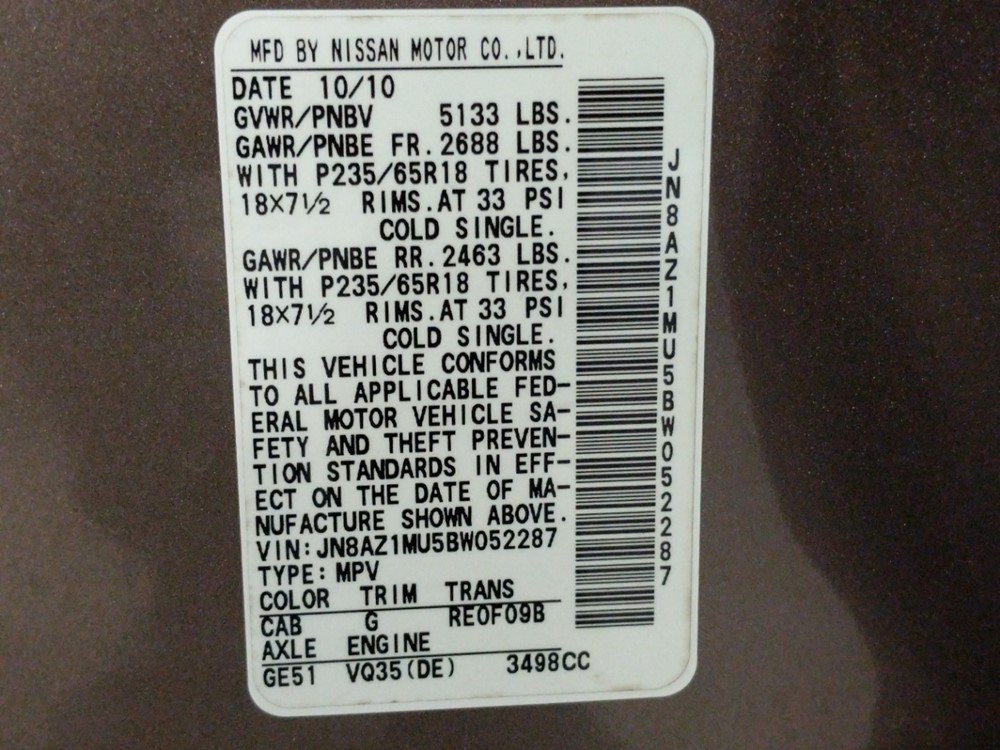 MFD BY NISSAN MOTOR CO.,LTD.
DATE 10/10
GVWR/PNBV 5133 LBS.
GAWR/PNBE FR.2688 LBS.
WITH P235/65R18 TIRES,
18X7½ RIMS.AT 33 PSI
COLD SINGLE.
GAWR/PNBE RR.2463 LBS.
WITH P235/65R18 TIRES,
18X7½ RIMS.AT 33 PSI
COLD SINGLE.
THIS VEHICLE CONFORMS
TO ALL APPLICABLE FED-
ERAL MOTOR VEHICLE SA-
FETY AND THEFT PREVEN-
TION STANDARDS IN EFF-
ECT ON THE DATE OF MA-
NUFACTURE SHOWN ABOVE.
VIN:JN8AZ1MU5BW052287
TYPE:MPV
COLOR TRIM TRANS
CAB G RE0F09B
AXLE ENGINE
GE51 VQ35(DE) 3498CC
JN8AZ1MU5BW052287